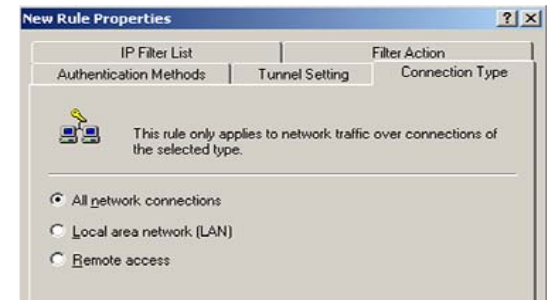 New Rule Properties
IP Filter List
Filter Action
Authentication Methods
Tunnel Setting
Connection Type
This rule only applies to network traffic over connections of
the selected type.
All network connections
Local area network (LAN)
Remote access